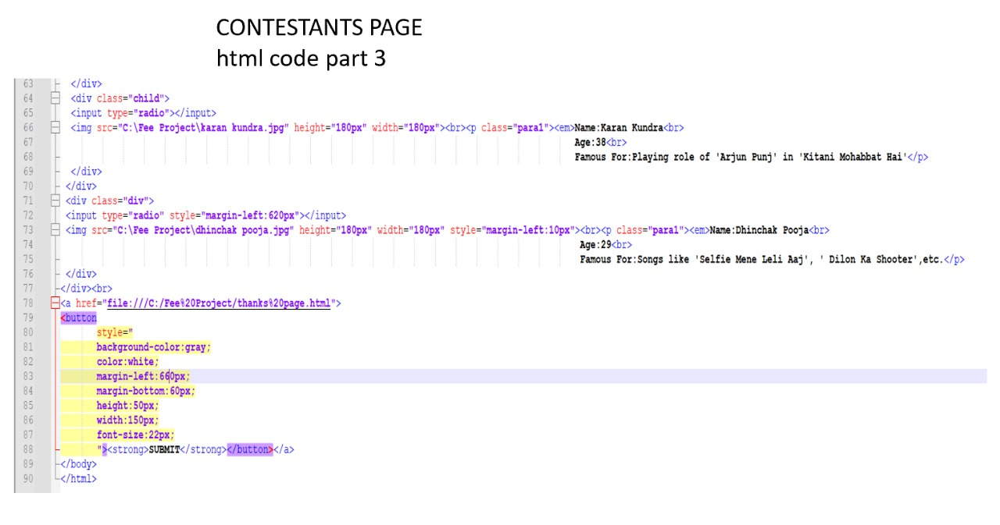 CONTESTANTS PAGE
html code part 3
63 </div>
64 <div class="child">
65 <input type="radio"></input>
66 <img src="C:\Fee Project\karan kundra.jpg" height="180px" width="180px"><br><p class="para1"><em>Name:Karan Kundra<br>
67 Age:38<br>
68 Famous For:Playing role of 'Arjun Punj' in 'Kitani Mohabbat Hai'</p>
69 </div>
70 </div>
71 <div class="div">
72 <input type="radio" style="margin-left:620px"></input>
73 <img src="C:\Fee Project\dhinchak pooja.jpg" height="180px" width="180px" style="margin-left:10px"><br><p class="para1"><em>Name:Dhinchak Pooja<br>
74 Age:29<br>
75 Famous For:Songs like 'Selfie Mene Leli Aaj', ' Dilon Ka Shooter',etc.</p>
76 </div>
77 </div><br>
78 <a href="file:///C:/Fee%20Project/thanks%20page.html">
79 <button
80 style="
81 background-color:gray;
82 color:white;
83 margin-left:660px;
84 margin-bottom:60px;
85 height:50px;
86 width:150px;
87 font-size:22px;
88 "><strong>SUBMIT</strong></button></a>
89 </body>
90 </html>